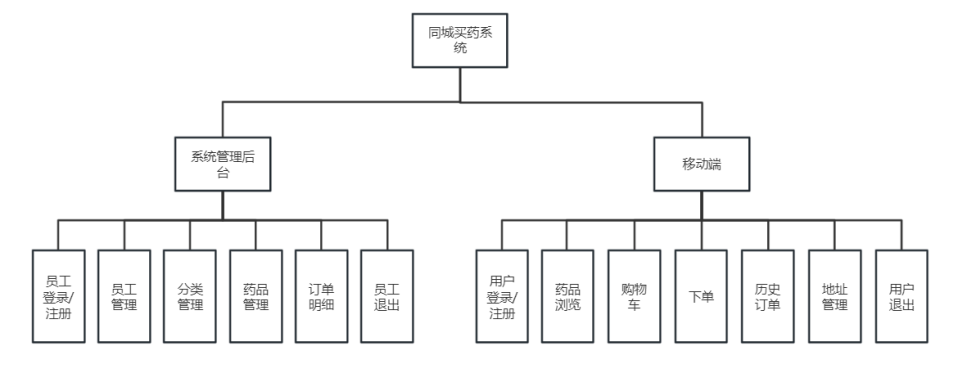 同城买药系
统
系统管理后
台
移动端
员工
登录/
注册
员工
管理
分类
管理
药品
管理
订单
明细
员工
退出
用户
登录/
注册
药品
浏览
购物
车
下单
历史
订单
地址
管理
用户
退出